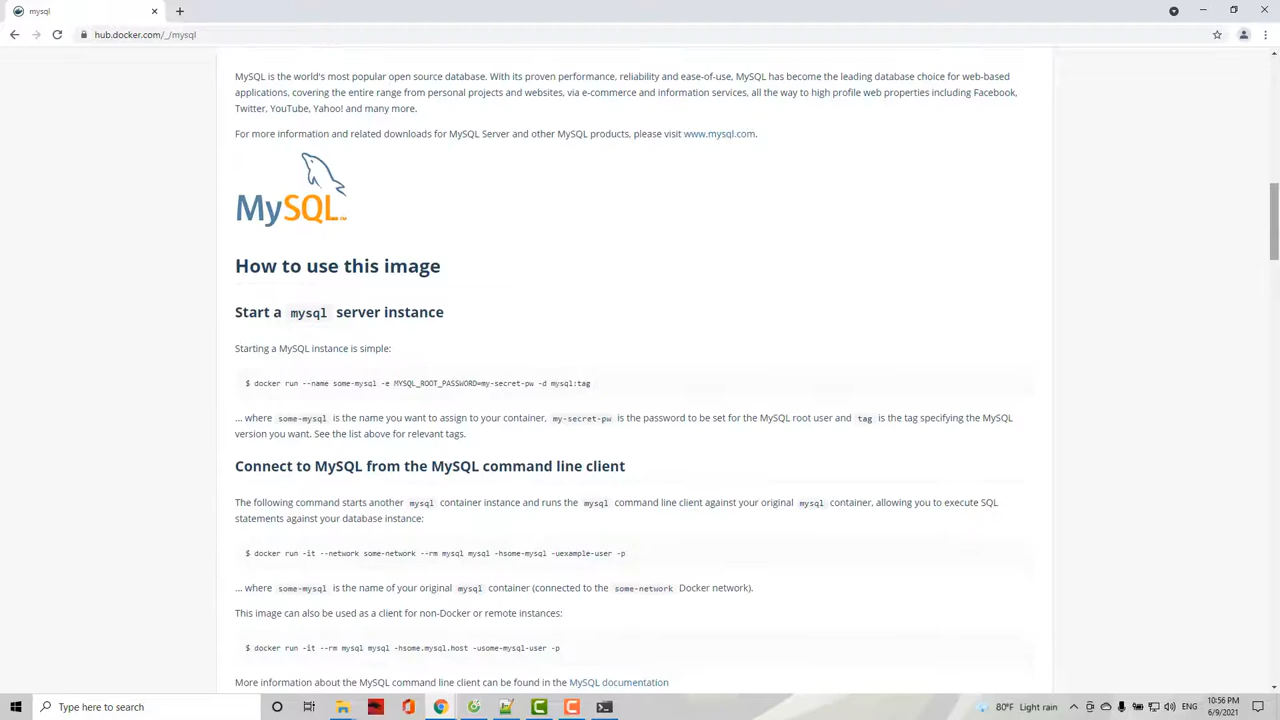 mysql
hub.docker.com/_/mysql
MySQL is the world's most popular open source database. With its proven performance, reliability and ease-of-use, MySQL has become the leading database choice for web-based
applications, covering the entire range from personal projects and websites, via e-commerce and information services, all the way to high profile web properties including Facebook,
Twitter, YouTube, Yahoo! and many more.
For more information and related downloads for MySQL Server and other MySQL products, please visit www.mysql.com.
MySQL™
How to use this image
Start a mysql server instance
Starting a MySQL instance is simple:
$ docker run --name some-mysql -e MYSQL_ROOT_PASSWORD=my-secret-pw -d mysql:tag
... where some-mysql is the name you want to assign to your container, my-secret-pw is the password to be set for the MySQL root user and tag is the tag specifying the MySQL
version you want. See the list above for relevant tags.
Connect to MySQL from the MySQL command line client
The following command starts another mysql container instance and runs the mysql command line client against your original mysql container, allowing you to execute SQL
statements against your database instance:
$ docker run -it --network some-network --rm mysql mysql -hsome-mysql -uexample-user -p
... where some-mysql is the name of your original mysql container (connected to the some-network Docker network).
This image can also be used as a client for non-Docker or remote instances:
$ docker run -it --rm mysql mysql -hsome.mysql.host -usome-mysql-user -p
More information about the MySQL command line client can be found in the MySQL documentation
Type here to search
80°F Light rain
ENG
10:56 PM
6/9/2021